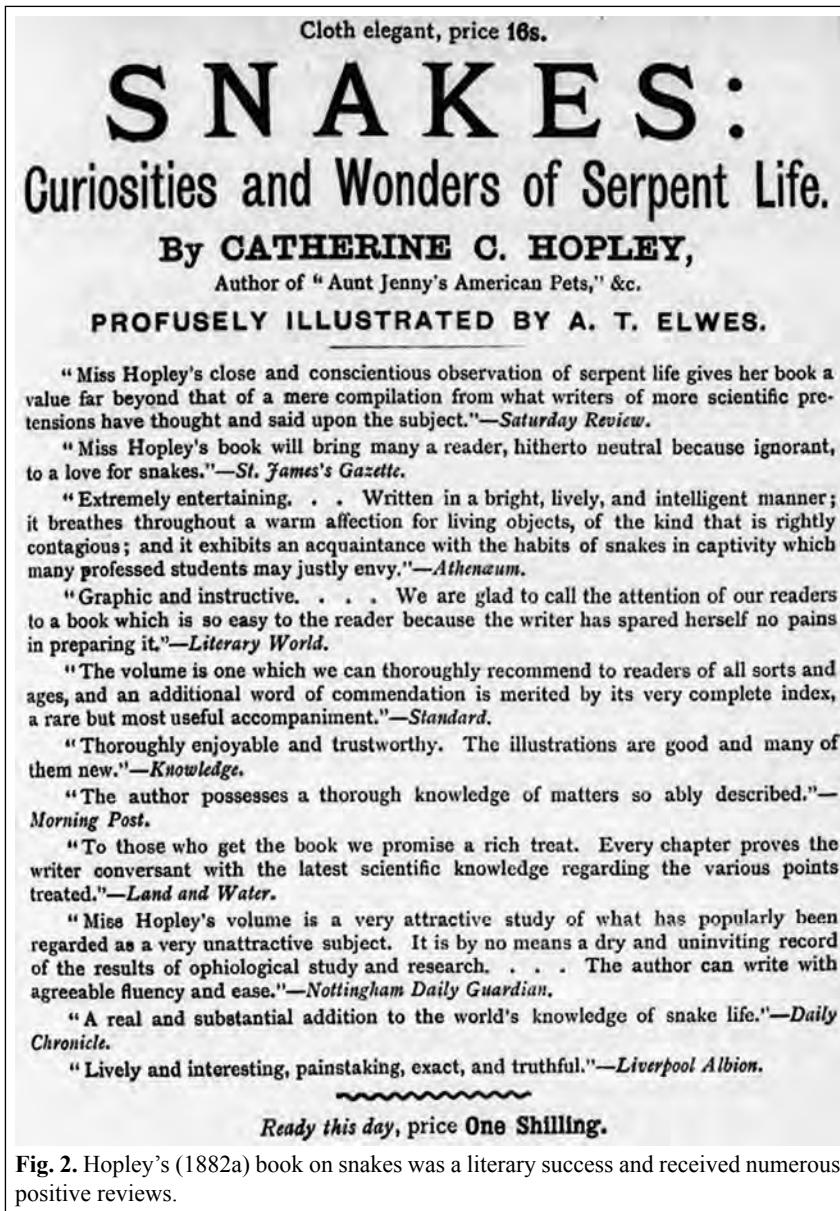 Cloth elegant, price 16s.
SNAKES:
Curiosities and Wonders of Serpent Life.
By CATHERINE C. HOPLEY,
Author of "Aunt Jenny's American Pets," &c.
PROFUSELY ILLUSTRATED BY A. T. ELWES.
"Miss Hopley's close and conscientious observation of serpent life gives her book a
value far beyond that of a mere compilation from what writers of more scientific pre-
tensions have thought and said upon the subject."—Saturday Review.
"Miss Hopley's book will bring many a reader, hitherto neutral because ignorant,
to a love for snakes."—St. James's Gazette.
"Extremely entertaining. . . Written in a bright, lively, and intelligent manner;
it breathes throughout a warm affection for living objects, of the kind that is rightly
contagious; and it exhibits an acquaintance with the habits of snakes in captivity which
many professed students may justly envy."—Athenæum.
"Graphic and instructive. . . . We are glad to call the attention of our readers
to a book which is so easy to the reader because the writer has spared herself no pains
in preparing it."—Literary World.
"The volume is one which we can thoroughly recommend to readers of all sorts and
ages, and an additional word of commendation is merited by its very complete index,
a rare but most useful accompaniment."—Standard.
"Thoroughly enjoyable and trustworthy. The illustrations are good and many of
them new."—Knowledge.
"The author possesses a thorough knowledge of matters so ably described."—
Morning Post.
"To those who get the book we promise a rich treat. Every chapter proves the
writer conversant with the latest scientific knowledge regarding the various points
treated."—Land and Water.
"Miss Hopley's volume is a very attractive study of what has popularly been
regarded as a very unattractive subject. It is by no means a dry and uninviting record
of the results of ophiological study and research. . . . The author can write with
agreeable fluency and ease."—Nottingham Daily Guardian.
"A real and substantial addition to the world's knowledge of snake life."—Daily
Chronicle.
"Lively and interesting, painstaking, exact, and truthful."—Liverpool Albion.
Ready this day, price One Shilling.
Fig. 2. Hopley's (1882a) book on snakes was a literary success and received numerous
positive reviews.